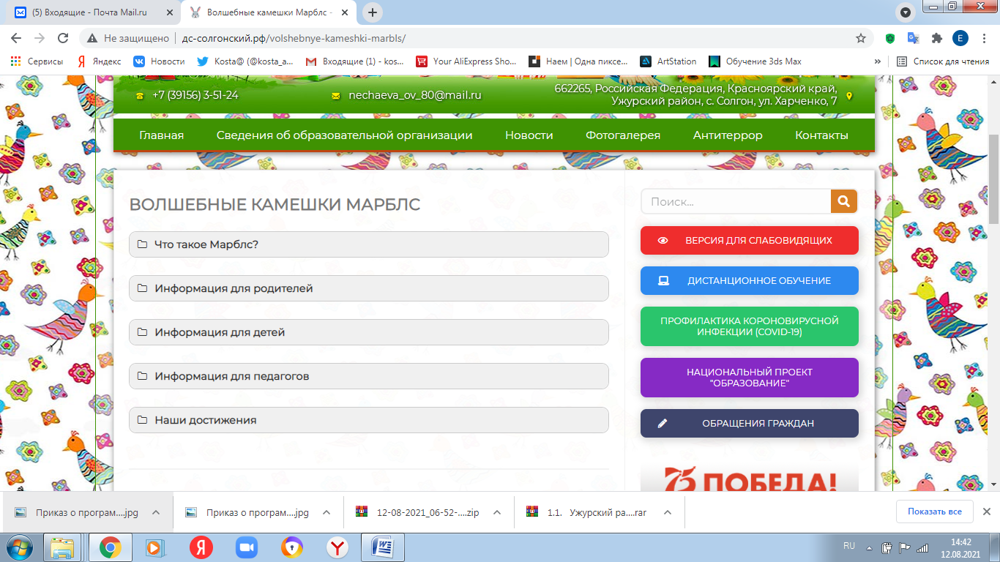 (5) Входящие - Почта Mail.ru
Волшебные камешки Марблс -
Не защищено | дс-солгонский.рф/volshebnye-kameshki-marbls/
E
Сервисы
Яндекс
Новости
Kosta@ (@kosta_a...
Входящие (1) - kos...
Your AliExpress Sho...
Наем | Одна пиксе...
ArtStation
Обучение 3ds Max
»
Список для чтения
+7 (39156) 3-51-24
nechaeva_ov_80@mail.ru
662265, Российская Федерация, Красноярский край,
Ужурский район, с. Солгон, ул. Харченко, 7
Главная
Сведения об образовательной организации
Новости
Фотогалерея
Антитеррор
Контакты
ВОЛШЕБНЫЕ КАМЕШКИ МАРБЛС
Что такое Марблс?
Информация для родителей
Информация для детей
Информация для педагогов
Наши достижения
Поиск...
ВЕРСИЯ ДЛЯ СЛАБОВИДЯЩИХ
ДИСТАНЦИОННОЕ ОБУЧЕНИЕ
ПРОФИЛАКТИКА КОРОНОВИРУСНОЙ
ИНФЕКЦИИ (COVID-19)
НАЦИОНАЛЬНЫЙ ПРОЕКТ
"ОБРАЗОВАНИЕ"
ОБРАЩЕНИЯ ГРАЖДАН
75 ПОБЕДА!
Приказ о програм....jpg
Приказ о програм....jpg
12-08-2021_06-52-....zip
1.1. Ужурский ра....rar
Показать все
RU
14:42
12.08.2021